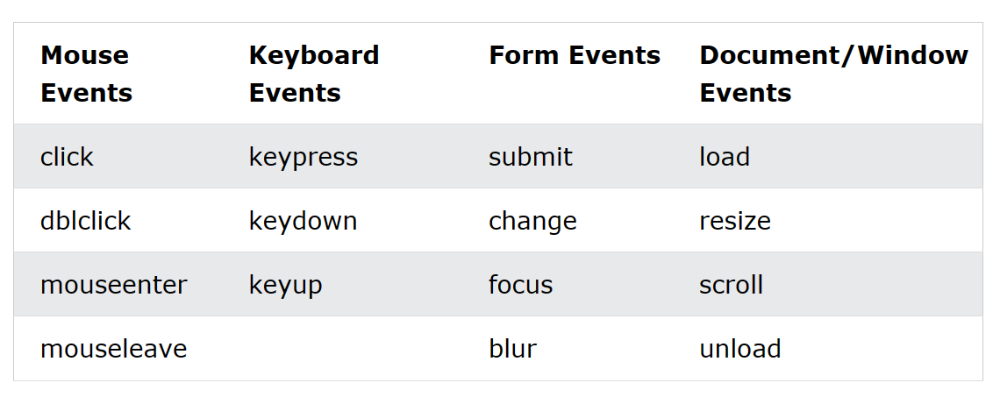 Mouse Events Keyboard Events Form Events Document/Window Events
click keypress submit load
dblclick keydown change resize
mouseenter keyup focus scroll
mouseleave blur unload